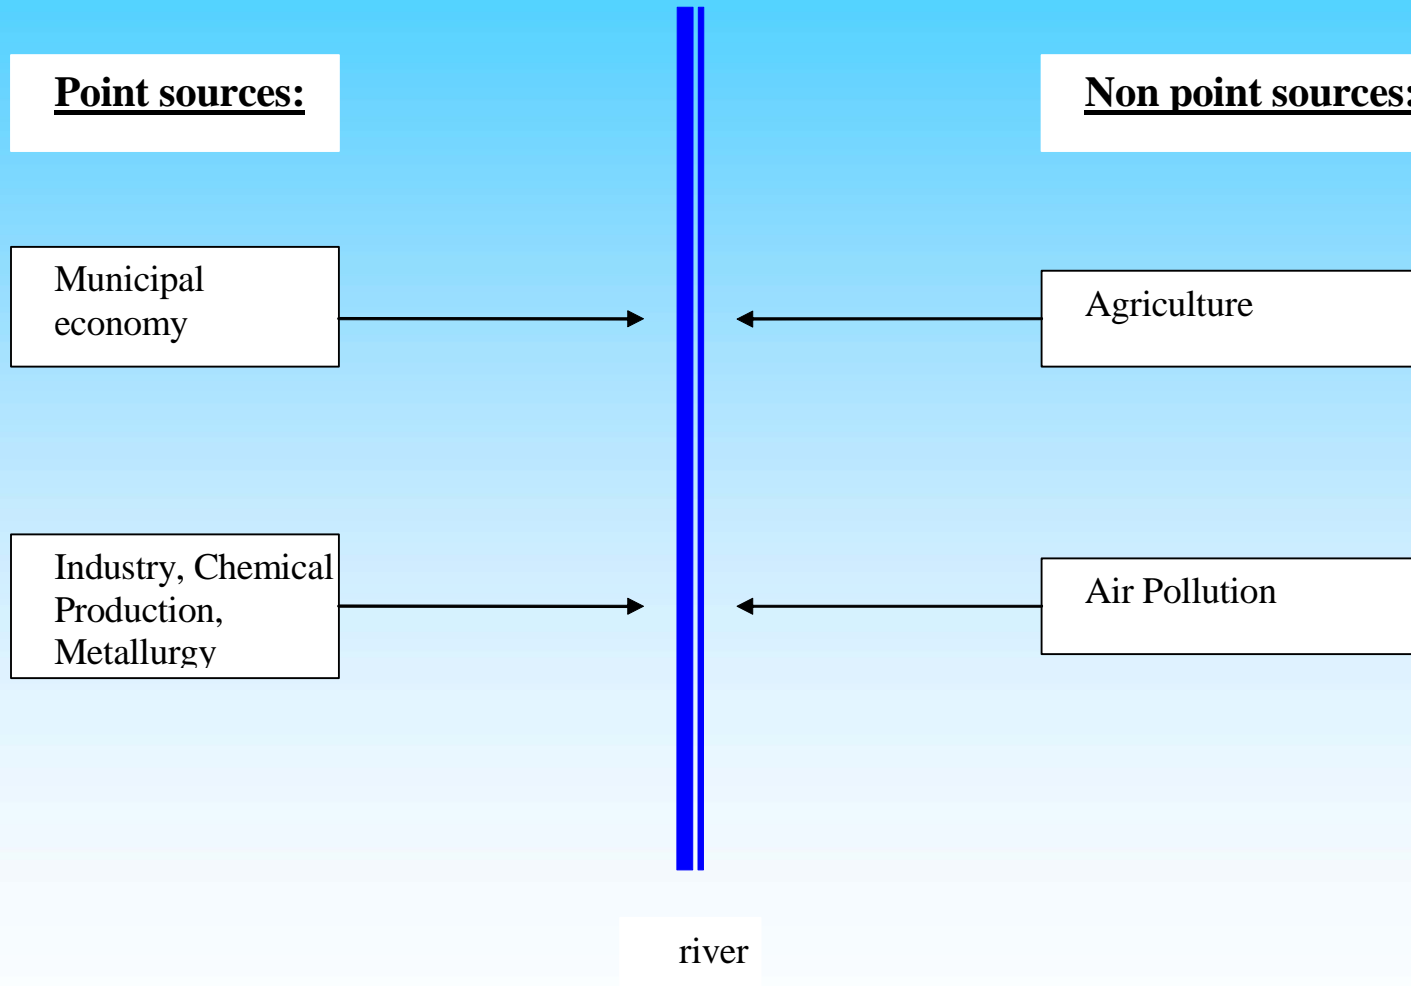 Point sources:
Non point sources:
Municipal
economy
Agriculture
Industry, Chemical
Production,
Metallurgy
Air Pollution
river